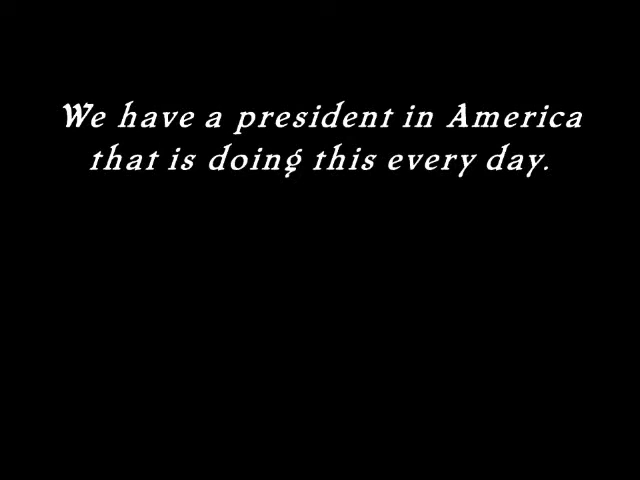 We have a president in America
that is doing this every day.